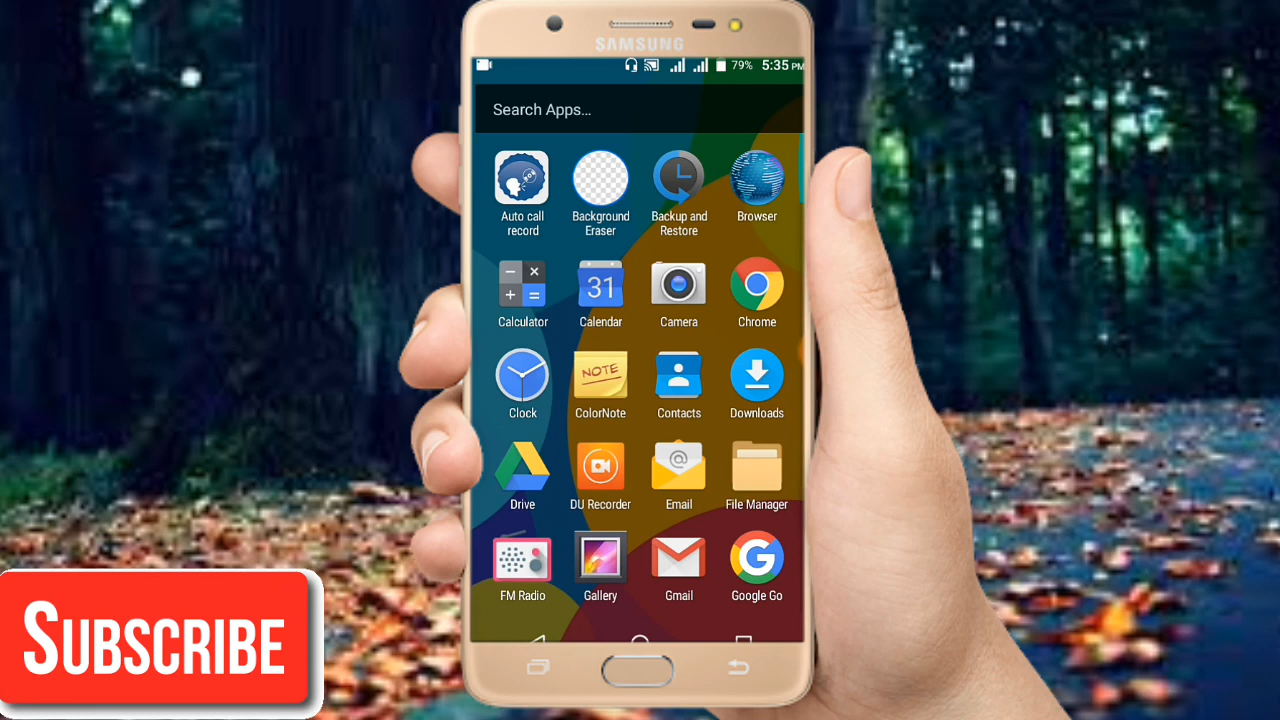 SAMSUNG
79% 5:35 PM
Search Apps...
Auto call
record
Background
Eraser
Backup and
Restore
Browser
31
Calculator
Calendar
Camera
Chrome
NOTE
Clock
ColorNote
Contacts
Downloads
@
Drive
DU Recorder
Email
File Manager
G
FM Radio
Gallery
Gmail
Google Go
SUBSCRIBE